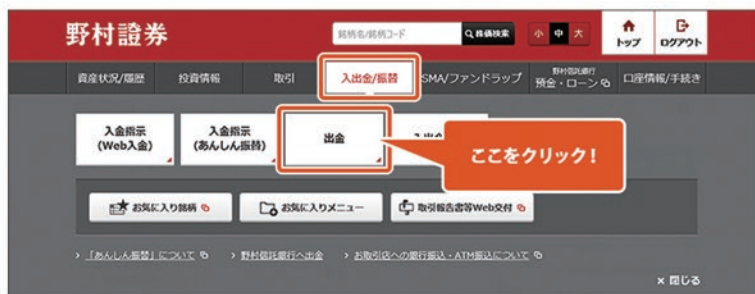 野村證券
銘柄名/銘柄コード
株価検索
小 中 大
トップ
ログアウト
資産状況/履歴
投資情報
取引
入出金/振替
SMA/ファンドラップ
野村信託銀行
預金・ローン
口座情報/手続き
入金指示
(Web入金)
入金指示
(あんしん振替)
出金
ここをクリック!
お気に入り銘柄
お気に入りメニュー
取引報告書等Web交付
「あんしん振替」について
野村信託銀行へ出金
お取引店への銀行振込・ATM振込について
× 閉じる